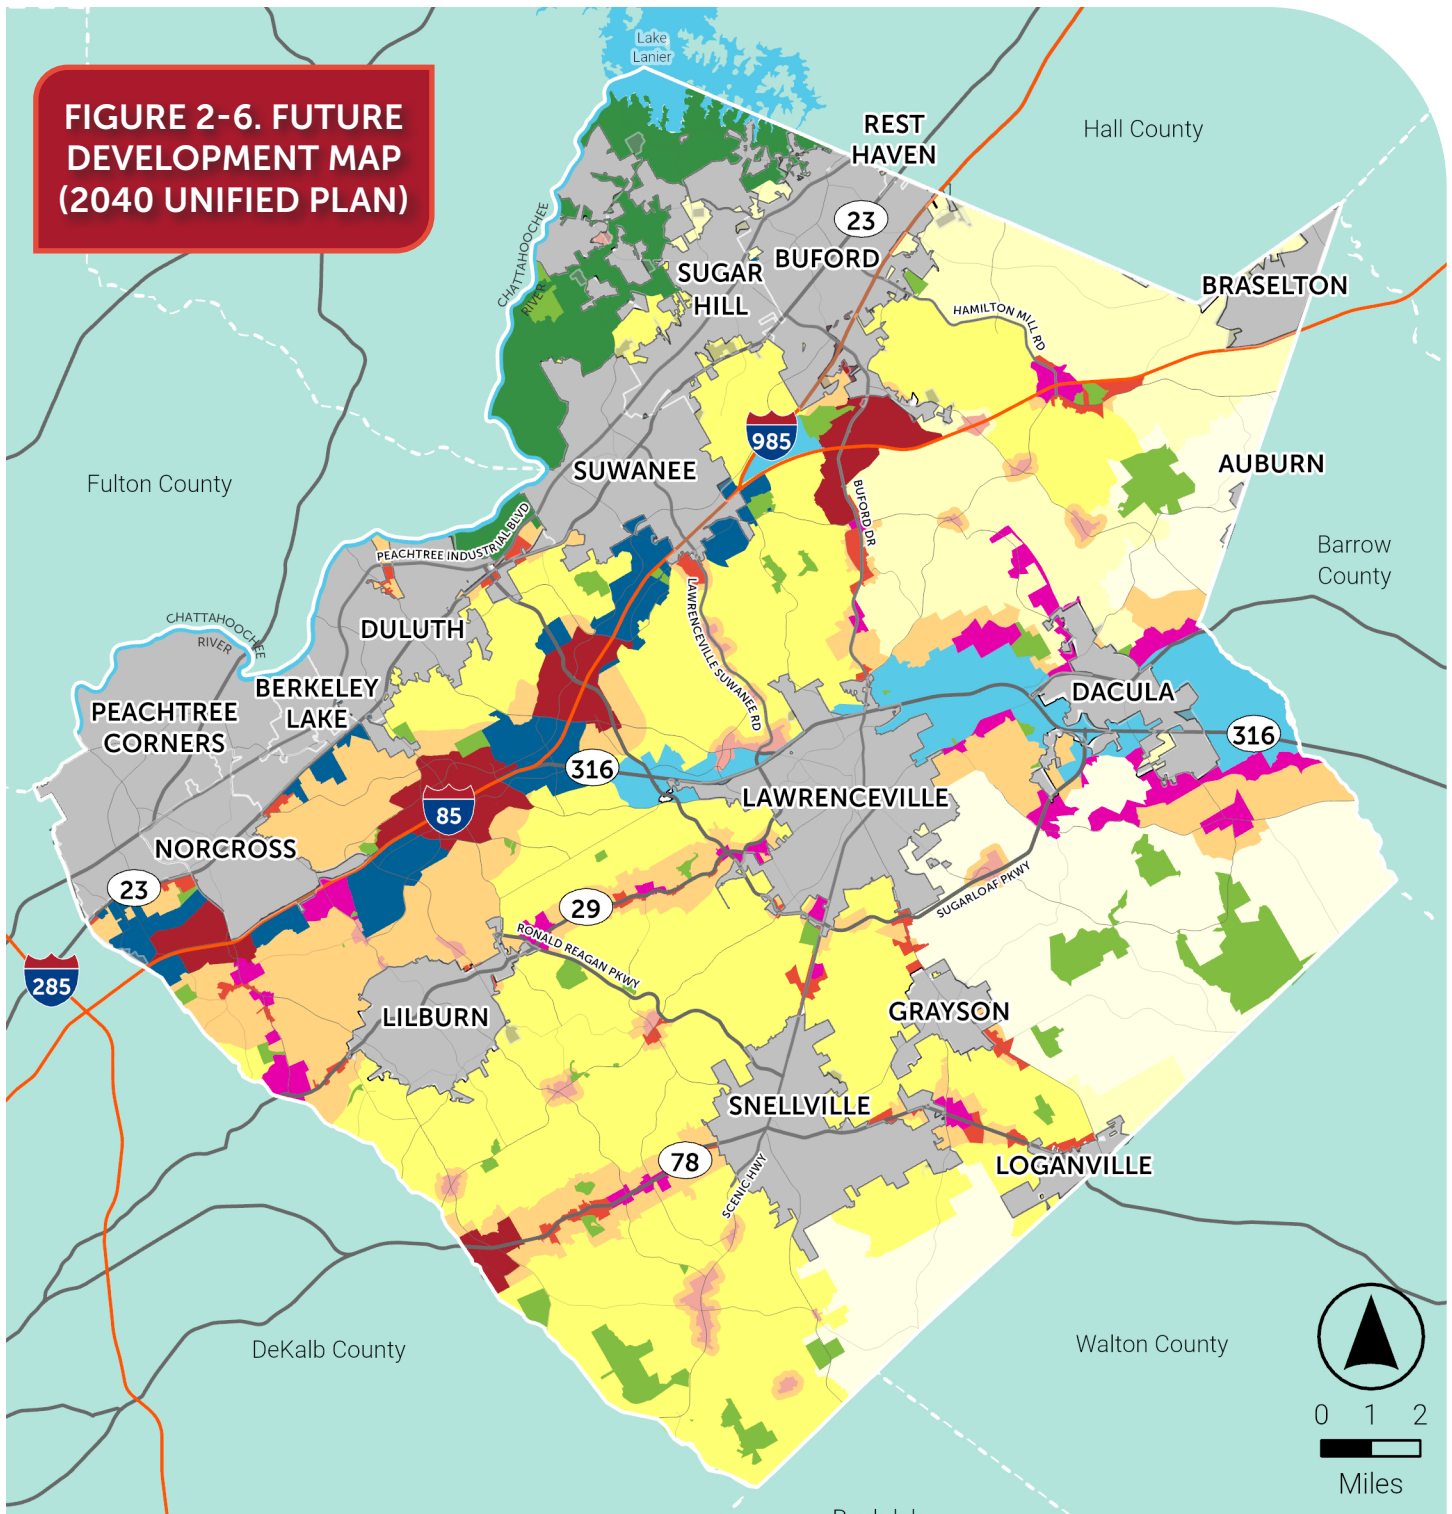 Lake
Lanier
FIGURE 2-6. FUTURE
DEVELOPMENT MAP
(2040 UNIFIED PLAN)
REST
HAVEN
Hall County
23
CHATTAHOOCHEE
RIVER
BUFORD
SUGAR
HILL
BRASELTON
HAMILTON MILL RD
985
SUWANEE
AUBURN
Fulton County
BUFORD DR
PEACHTREE INDUSTRIAL BLVD
Barrow
County
LAWRENCEVILLE SUWANEE RD
CHATTAHOOCHEE
RIVER
DULUTH
BERKELEY
LAKE
DACULA
PEACHTREE
CORNERS
316
316
LAWRENCEVILLE
85
NORCROSS
23
SUGARLOAF PKWY
29
RONALD REAGAN PKWY
285
LILBURN
GRAYSON
SNELLVILLE
78
LOGANVILLE
SCENIC HWY
DeKalb County
Walton County
0 1 2
Miles